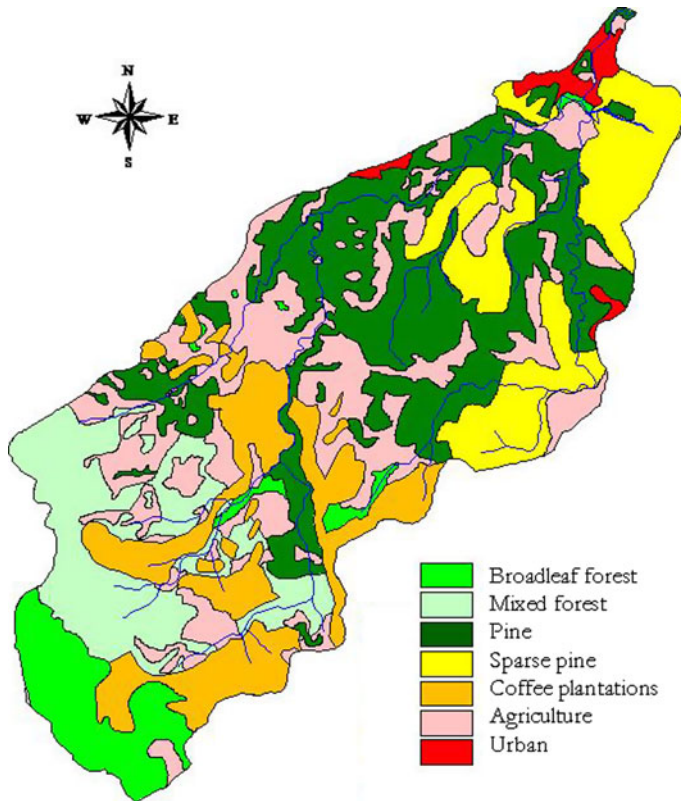 N
W E
S
Broadleaf forest
Mixed forest
Pine
Sparse pine
Coffee plantations
Agriculture
Urban